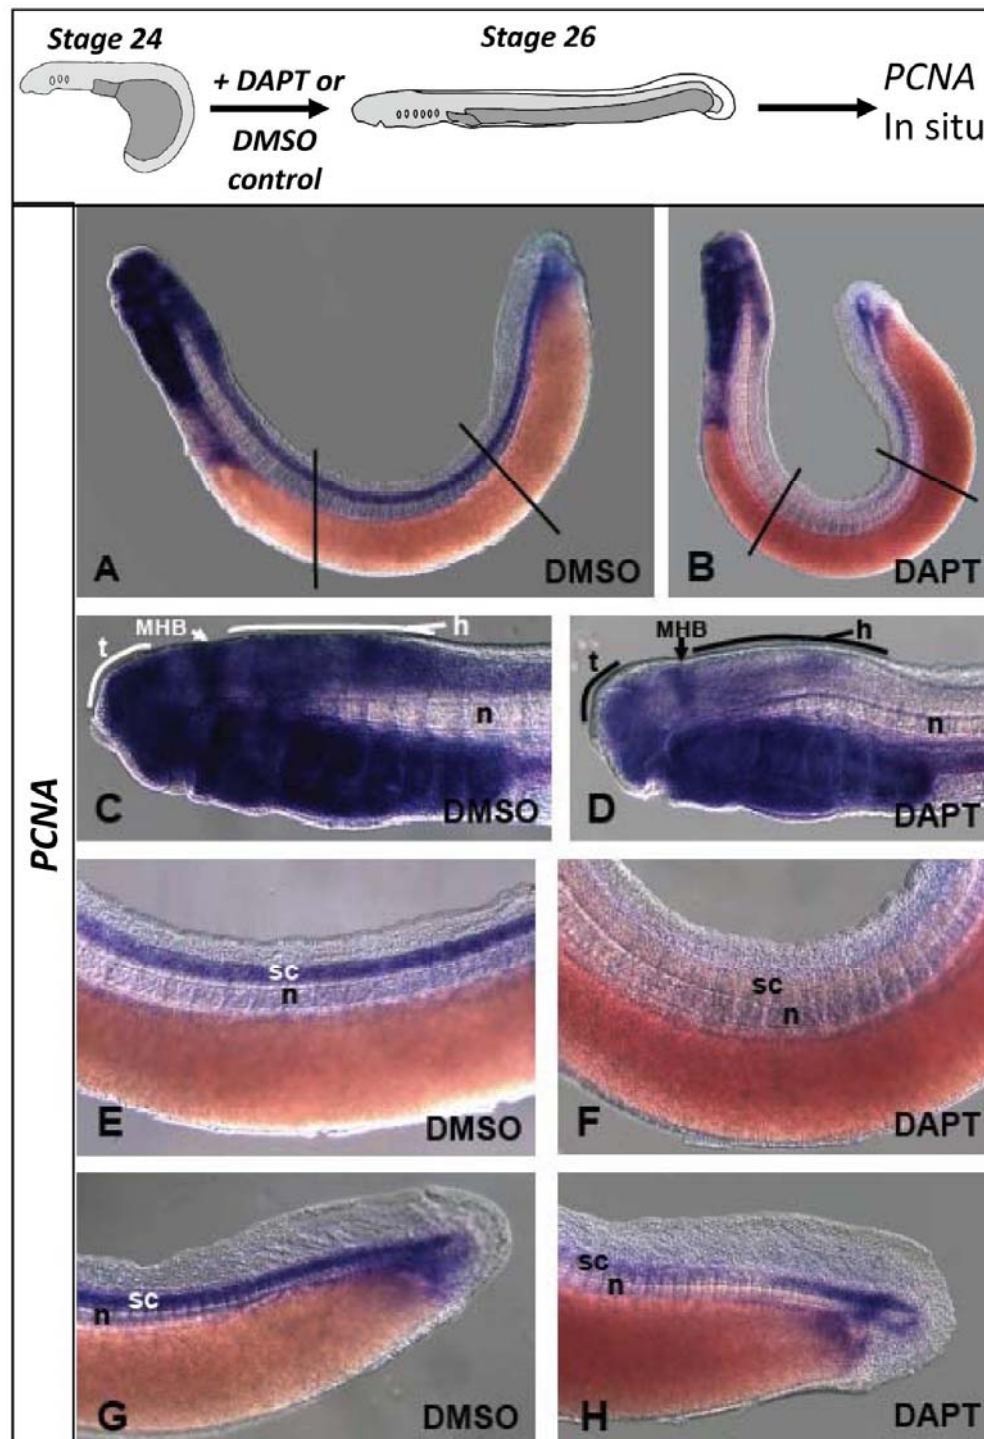 Stage 24
Stage 26
+ DAPT or
DMSO
control
PCNA
In situ
PCNA
A
DMSO
B
DAPT
t
MHB
h
n
C
DMSO
t
MHB
h
n
D
DAPT
sc
n
E
DMSO
sc
n
F
DAPT
n
sc
G
DMSO
sc
n
H
DAPT